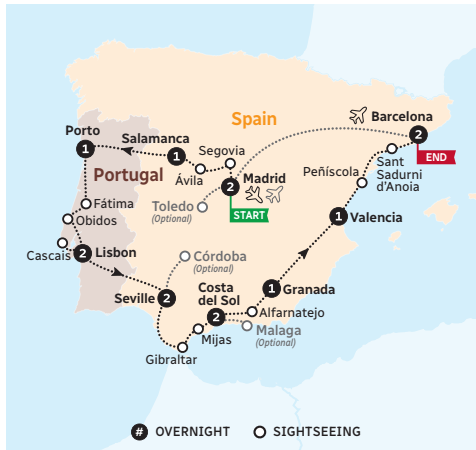 Spain
Barcelona
2
END
Porto
1
Salamanca
1
Segovia
Ávila
Madrid
2
START
Sant
Sadurni
d'Anoia
Peñíscola
Portugal
Toledo
(Optional)
Fátima
Obidos
1
Valencia
Cascais
2
Lisbon
Córdoba
(Optional)
Seville
2
Costa
del Sol
2
1
Granada
Alfarnatejo
Mijas
Malaga
(Optional)
Gibraltar
# OVERNIGHT
SIGHTSEEING